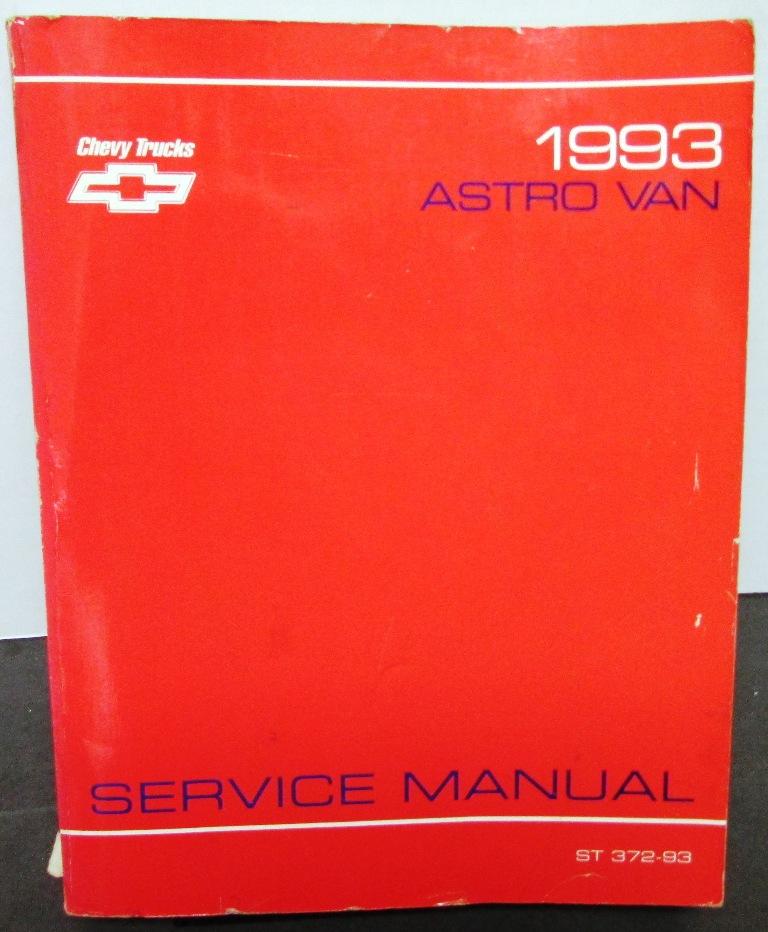 Chevy Trucks
1993
ASTRO VAN
SERVICE MANUAL
ST 372-93